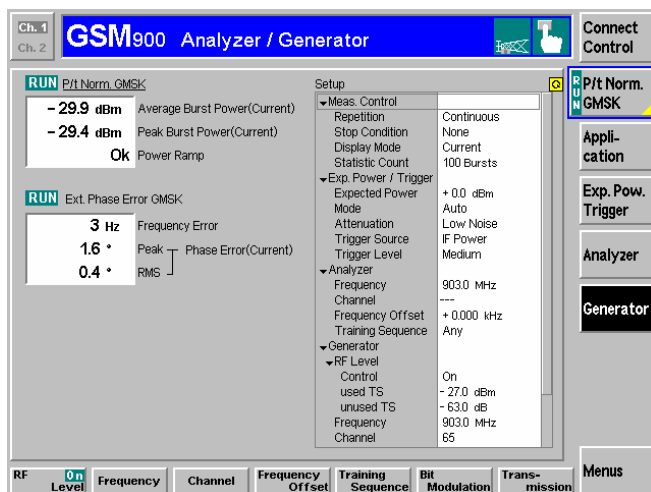 Ch. 1
Ch. 2
GSM900 Analyzer / Generator
Connect
Control
RUN P/t Norm. GMSK
- 29.9 dBm Average Burst Power(Current)
- 29.4 dBm Peak Burst Power(Current)
Ok Power Ramp
RUN Ext. Phase Error GMSK
3 Hz Frequency Error
1.6 ° Peak Phase Error(Current)
0.4 ° RMS
Setup
Meas. Control
Repetition Continuous
Stop Condition None
Display Mode Current
Statistic Count 100 Bursts
Exp. Power / Trigger
Expected Power + 0.0 dBm
Mode Auto
Attenuation Low Noise
Trigger Source IF Power
Trigger Level Medium
Analyzer
Frequency 903.0 MHz
Channel ---
Frequency Offset + 0.000 kHz
Training Sequence Any
Generator
RF Level
Control On
used TS - 27.0 dBm
unused TS - 63.0 dB
Frequency 903.0 MHz
Channel 65
RUN
P/t Norm.
GMSK
Appli-
cation
Exp. Pow.
Trigger
Analyzer
Generator
Menus
RF On
Level
Frequency
Channel
Frequency
Offset
Training
Sequence
Bit
Modulation
Trans-
mission